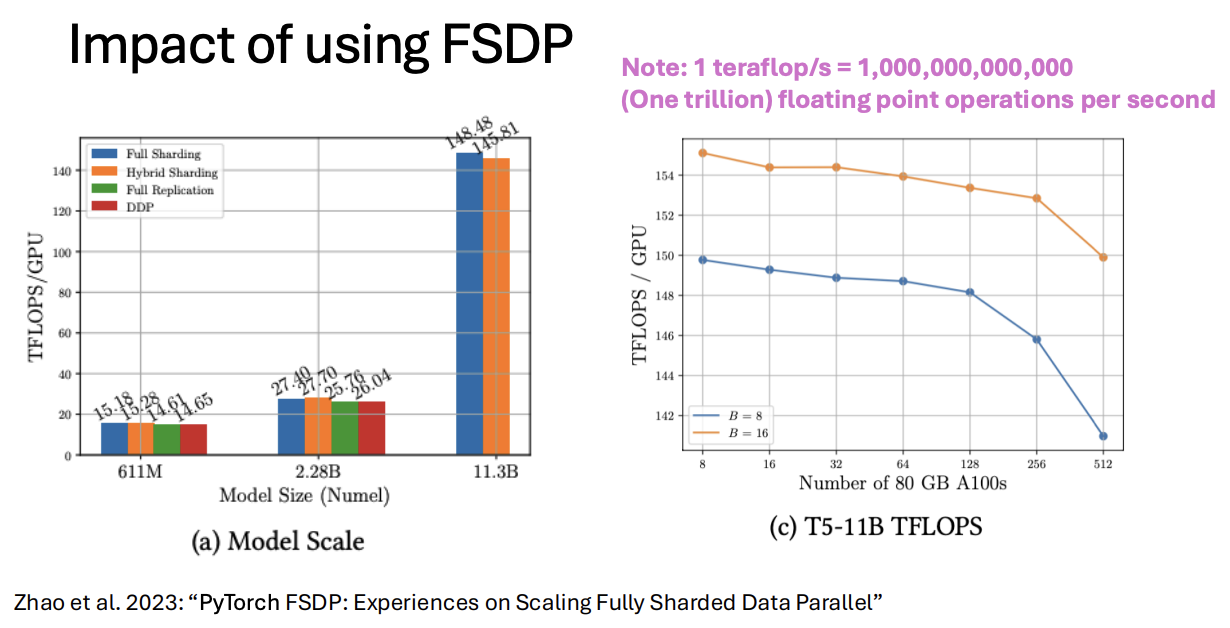 Impact of using FSDP
Note: 1 teraflop/s = 1,000,000,000,000
(One trillion) floating point operations per second
148.48
145.81
Full Sharding
Hybrid Sharding
Full Replication
DDP
140
120
100
80
60
40
20
0
TFLOPS/GPU
15.18
15.28
14.61
14.65
27.40
27.70
25.76
26.04
611M
2.28B
11.3B
Model Size (Numel)
(a) Model Scale
154
152
150
148
146
144
142
TFLOPS / GPU
B = 8
B = 16
8 16 32 64 128 256 512
Number of 80 GB A100s
(c) T5-11B TFLOPS
Zhao et al. 2023: “PyTorch FSDP: Experiences on Scaling Fully Sharded Data Parallel”